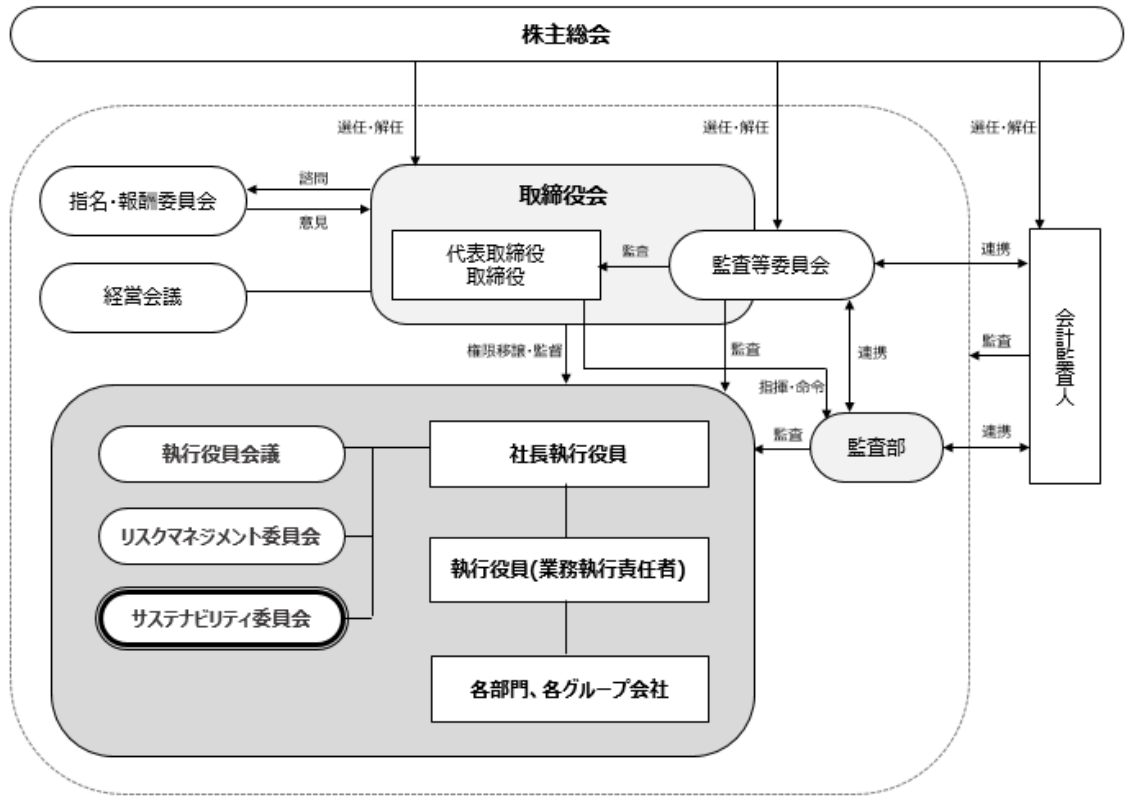 株主総会
選任・解任
選任・解任
選任・解任
指名・報酬委員会
諮問
意見
取締役会
代表取締役
取締役
監査
監査等委員会
連携
経営会議
会計監査人
権限移譲・監督
監査
連携
監査
指揮・命令
執行役員会議
社長執行役員
監査
監査部
連携
リスクマネジメント委員会
執行役員(業務執行責任者)
サステナビリティ委員会
各部門、各グループ会社